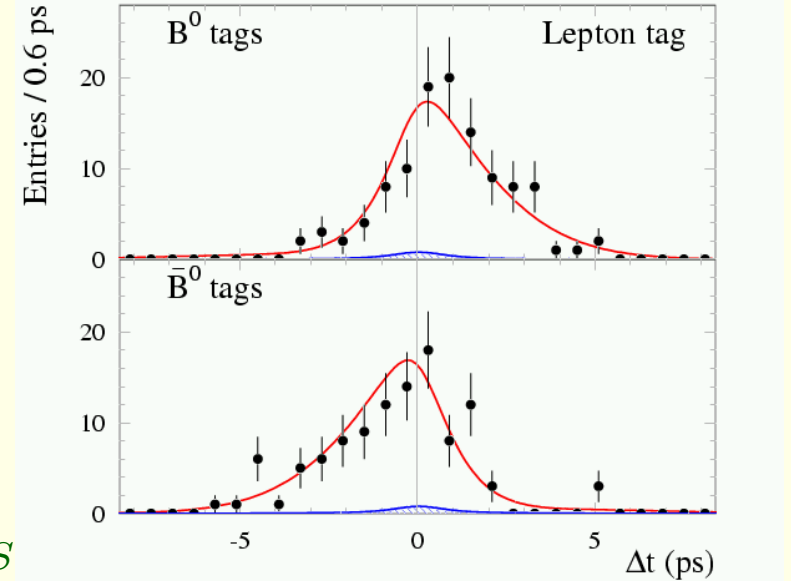 B⁰ tags
Lepton tag
Entries / 0.6 ps
20
10
0
B̄⁰ tags
20
10
0
-5
0
5
Δt (ps)
S